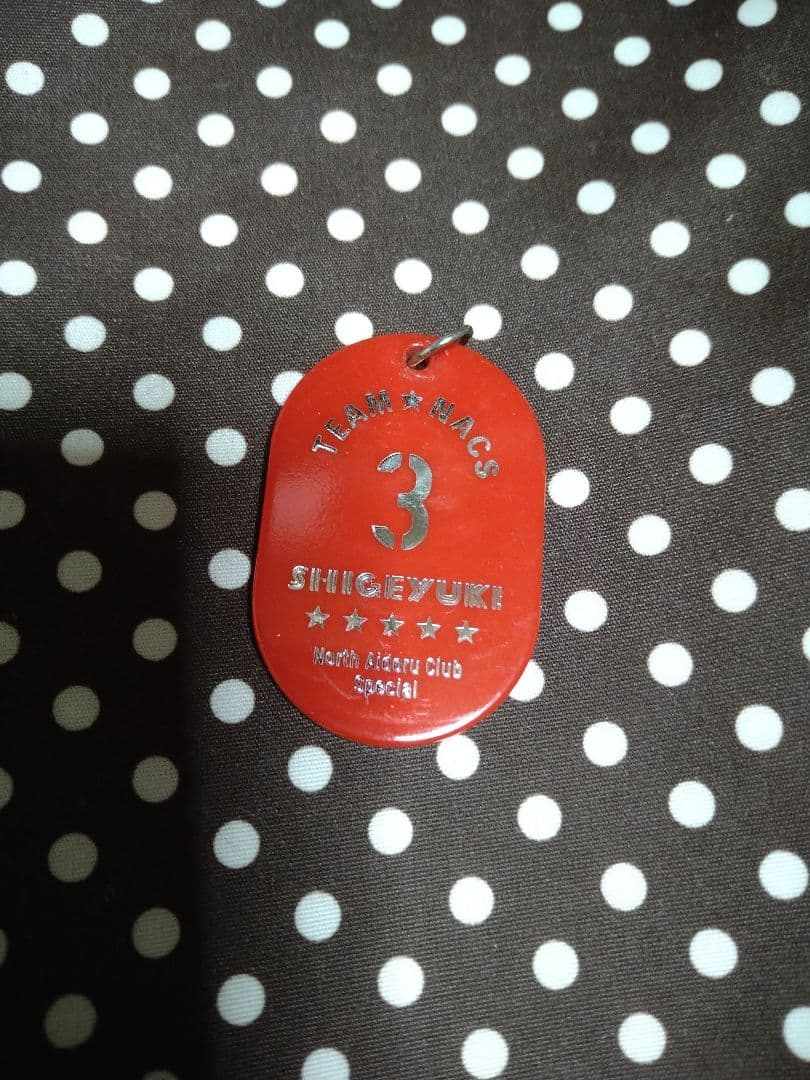 TEAM★NACS
3
SHIGEYUKI
★★★★★
North Aidoru Club
Special